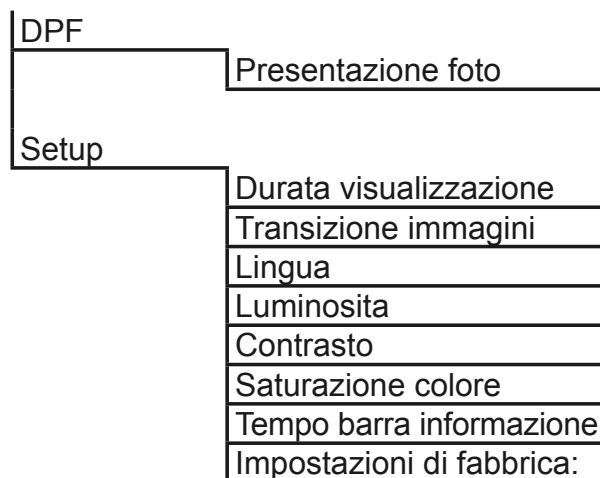 DPF
Presentazione foto
Setup
Durata visualizzazione
Transizione immagini
Lingua
Luminosita
Contrasto
Saturazione colore
Tempo barra informazione
Impostazioni di fabbrica: